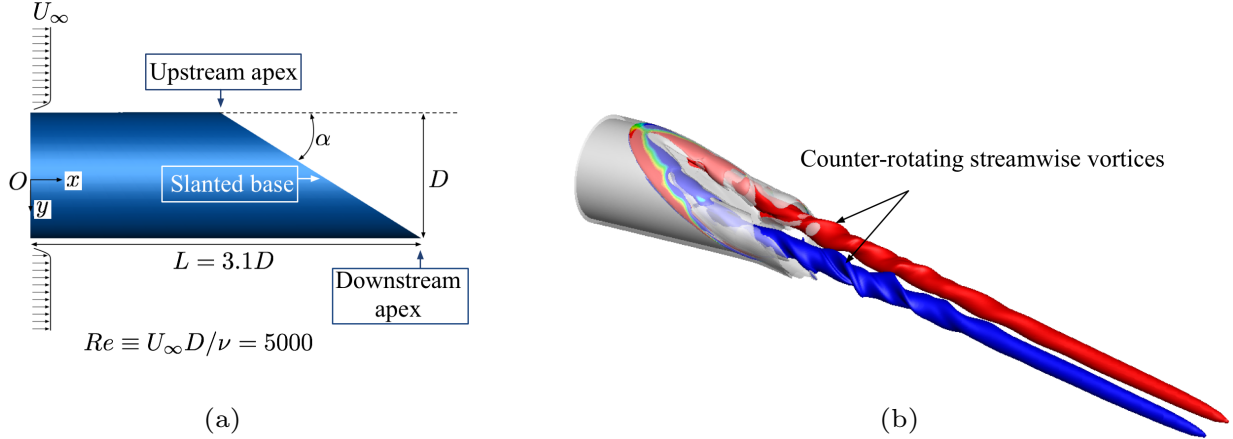 U∞
Upstream apex
α
O
x
Slanted base
D
y
L = 3.1D
Downstream
apex
Re ≡ U∞D/ν = 5000
(a)
Counter-rotating streamwise vortices
(b)